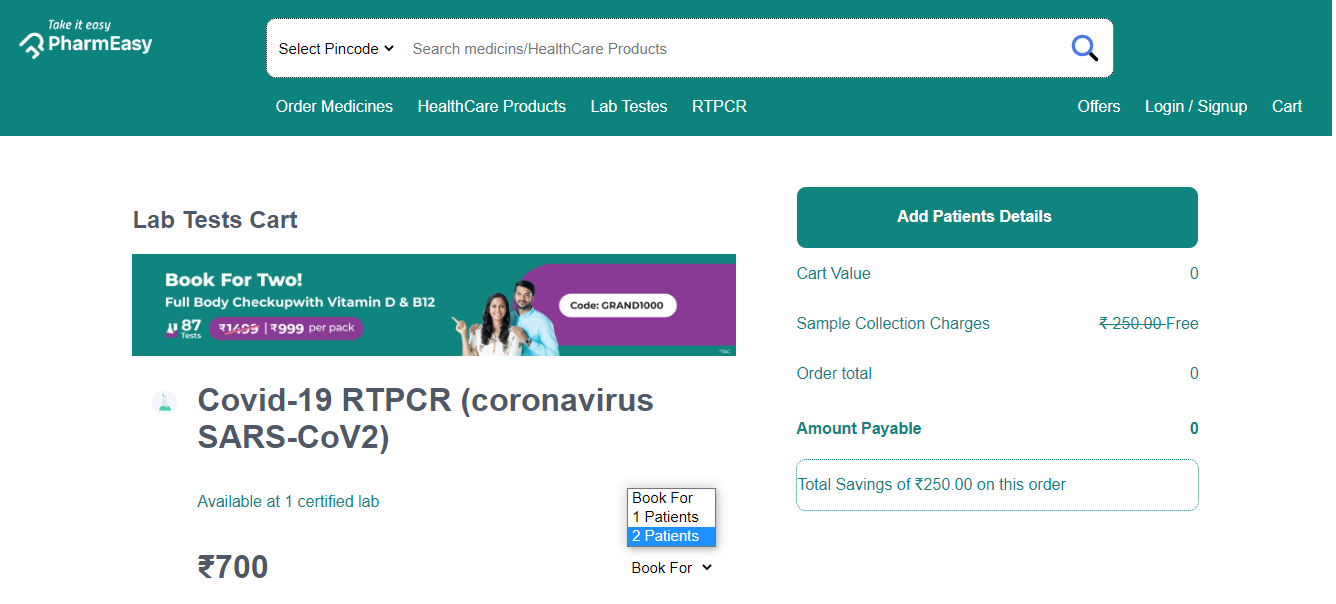 Take it easy
PharmEasy
Select Pincode
Search medicins/HealthCare Products
Order Medicines HealthCare Products Lab Testes RTPCR
Offers Login / Signup Cart
Lab Tests Cart
Book For Two!
Full Body Checkupwith Vitamin D & B12
87 Tests
₹1499 | ₹999 per pack
Code: GRAND1000
*T&C
Covid-19 RTPCR (coronavirus
SARS-CoV2)
Available at 1 certified lab
Book For
1 Patients
2 Patients
₹700
Book For
Add Patients Details
Cart Value 0
Sample Collection Charges ₹ 250.00 Free
Order total 0
Amount Payable 0
Total Savings of ₹250.00 on this order